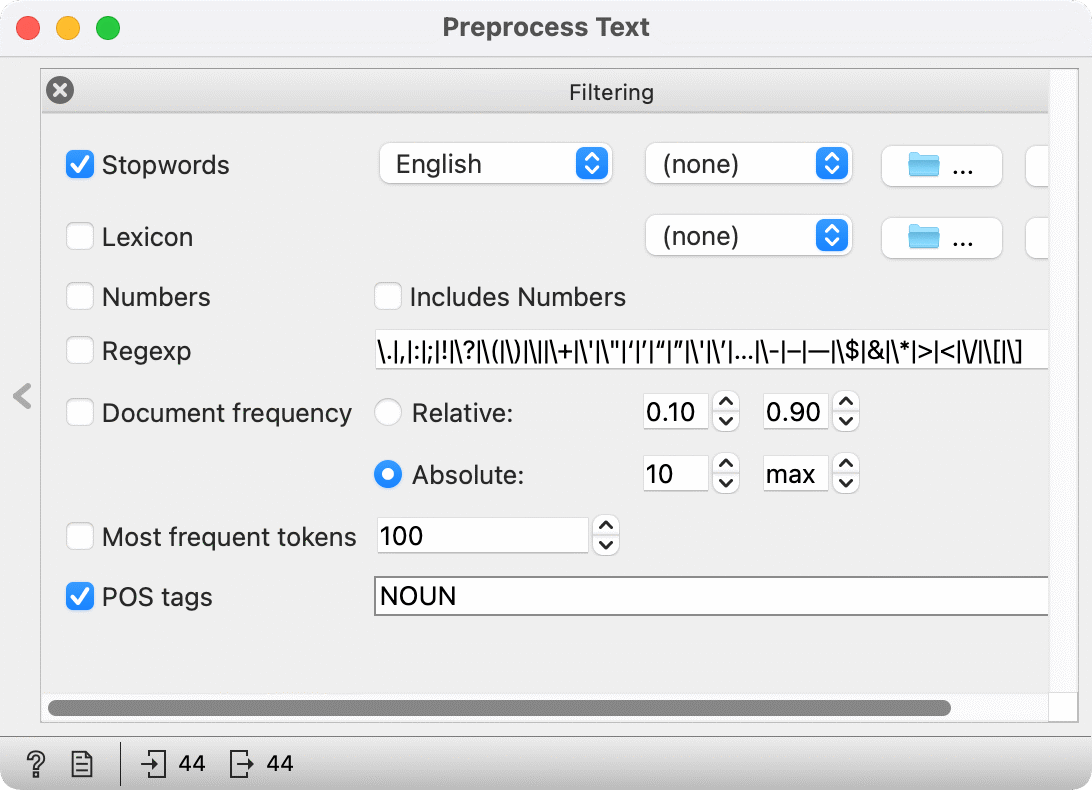 Preprocess Text
Filtering
Stopwords English (none) ...
Lexicon (none) ...
Numbers Includes Numbers
Regexp \.|,|:|;|!|\?|\(|\)|\||\+|\'|\"|‘|’|“|”|\'|\’|…|\-|–|—|\$|&|\*|>|<|\/|\[|\]
Document frequency Relative: 0.10 0.90
Absolute: 10 max
Most frequent tokens 100
POS tags NOUN
? 44 44